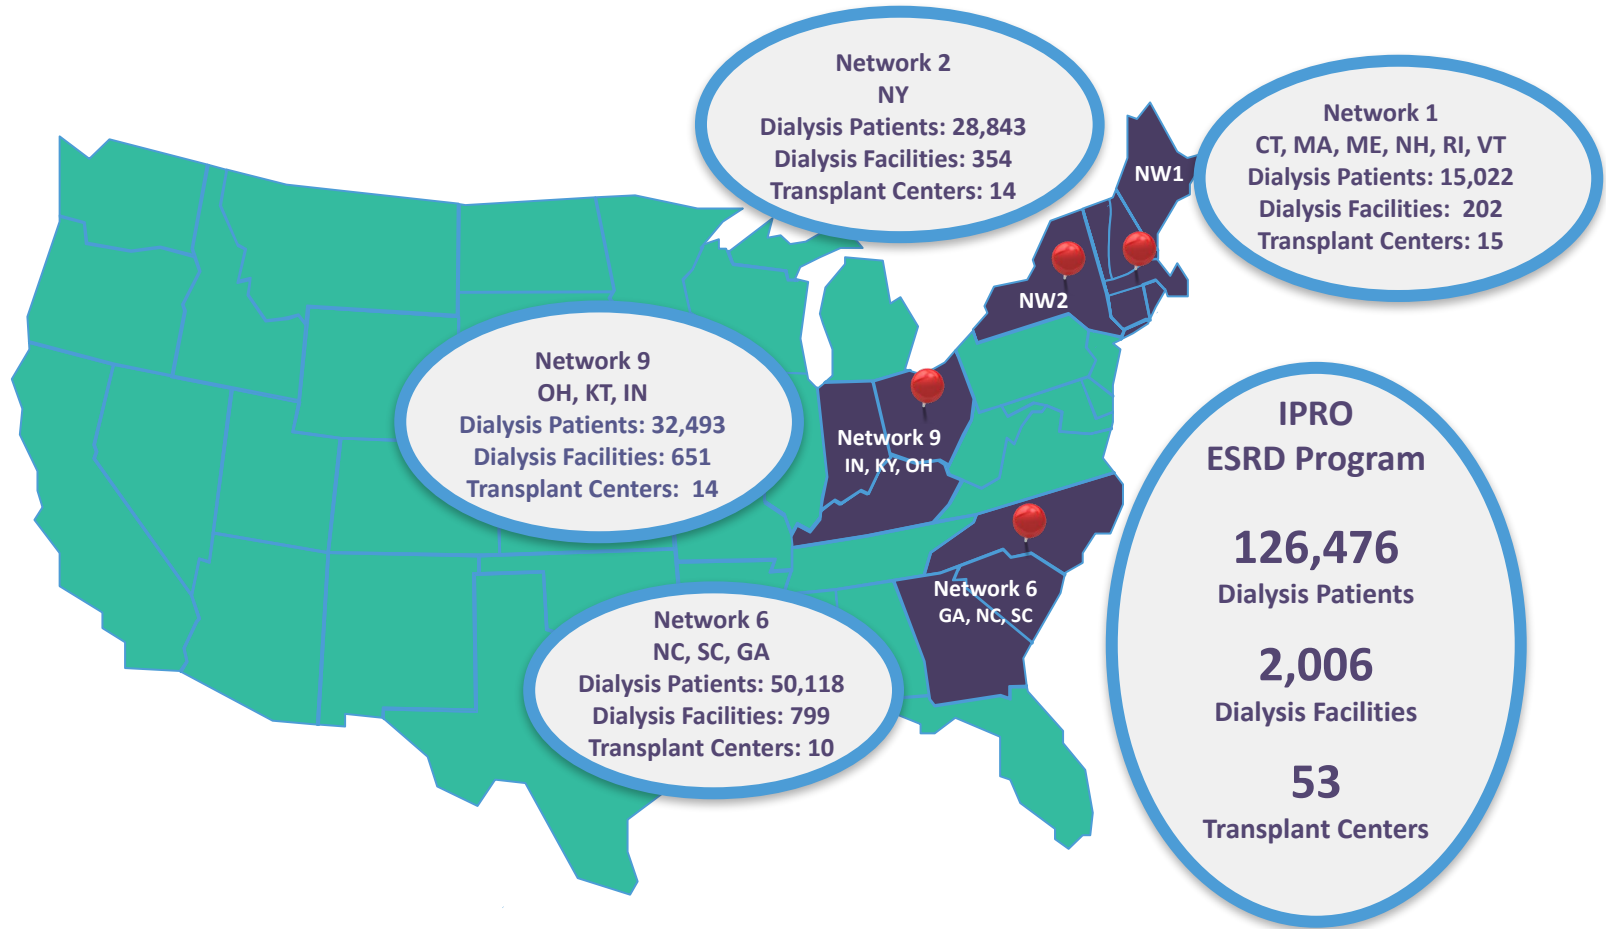 Network 2
NY
Dialysis Patients: 28,843
Dialysis Facilities: 354
Transplant Centers: 14
Network 1
CT, MA, ME, NH, RI, VT
Dialysis Patients: 15,022
Dialysis Facilities: 202
Transplant Centers: 15
NW1
NW2
Network 9
OH, KT, IN
Dialysis Patients: 32,493
Dialysis Facilities: 651
Transplant Centers: 14
Network 9
IN, KY, OH
Network 6
NC, SC, GA
Dialysis Patients: 50,118
Dialysis Facilities: 799
Transplant Centers: 10
Network 6
GA, NC, SC
IPRO
ESRD Program
126,476
Dialysis Patients
2,006
Dialysis Facilities
53
Transplant Centers